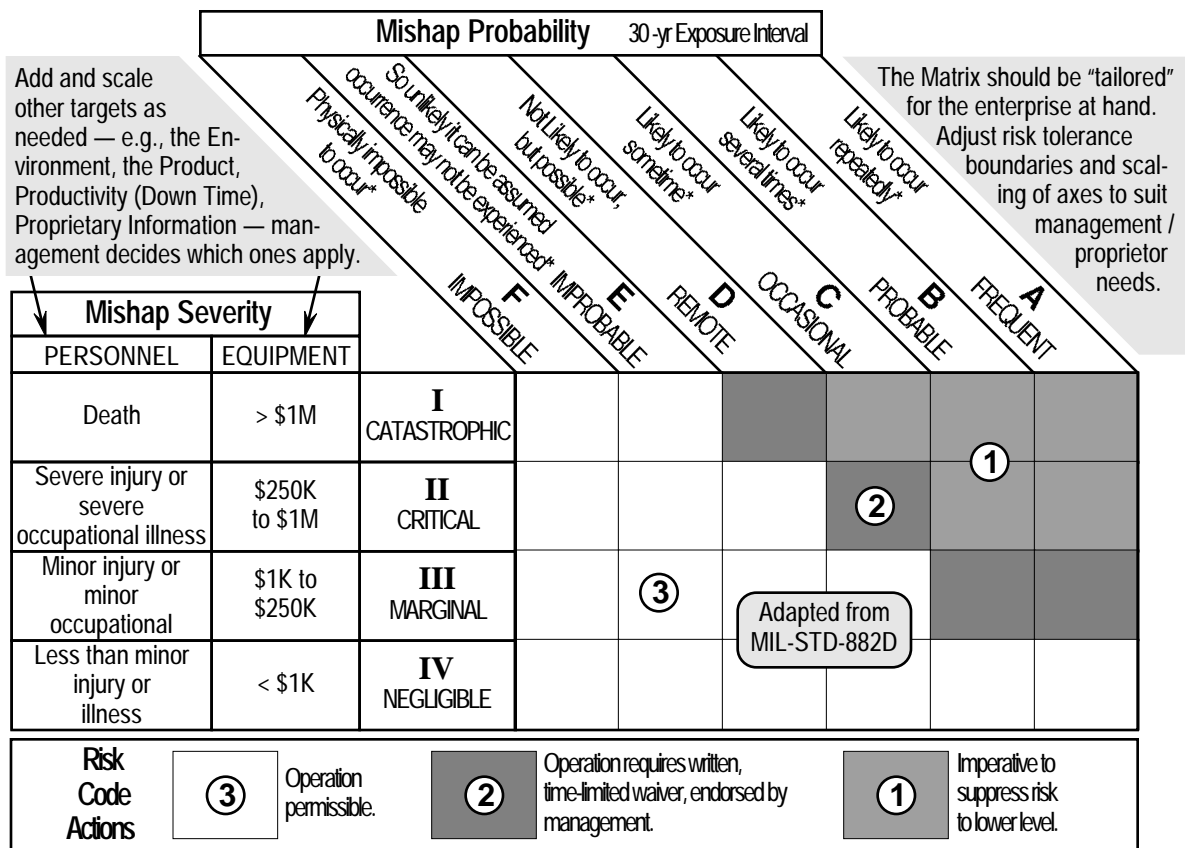 Mishap Probability 30-yr Exposure Interval
Add and scale
other targets as
needed — e.g., the En-
vironment, the Product,
Productivity (Down Time),
Proprietary Information — man-
agement decides which ones apply.
Physically impossible
to occur*
So unlikely it can be assumed
occurrence may not be experienced*
Not Likely to occur,
but possible*
Likely to occur
sometime*
Likely to occur
several times*
Likely to occur
repeatedly*
The Matrix should be “tailored”
for the enterprise at hand.
Adjust risk tolerance
boundaries and scal-
ing of axes to suit
management /
proprietor
needs.
F
IMPOSSIBLE
E
IMPROBABLE
D
REMOTE
C
OCCASIONAL
B
PROBABLE
A
FREQUENT
Mishap Severity
PERSONNEL
EQUIPMENT
Death
> $1M
I
CATASTROPHIC
1
Severe injury or
severe
occupational illness
$250K
to $1M
II
CRITICAL
2
Minor injury or
minor
occupational
$1K to
$250K
III
MARGINAL
3
Adapted from
MIL-STD-882D
Less than minor
injury or
illness
< $1K
IV
NEGLIGIBLE
Risk
Code
Actions
3
Operation
permissible.
2
Operation requires written,
time-limited waiver, endorsed by
management.
1
Imperative to
suppress risk
to lower level.